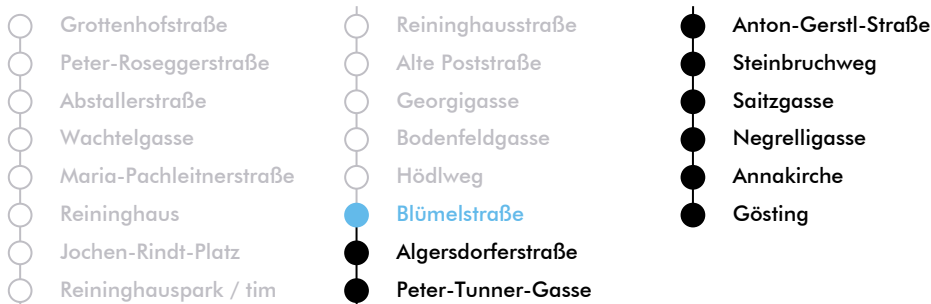 Grottenhofstraße
Peter-Roseggerstraße
Abstallerstraße
Wachtelgasse
Maria-Pachleitnerstraße
Reininghaus
Jochen-Rindt-Platz
Reininghauspark / tim
Reininghausstraße
Alte Poststraße
Georgigasse
Bodenfeldgasse
Hödlweg
Blümelstraße
Algersdorferstraße
Peter-Tunner-Gasse
Anton-Gerstl-Straße
Steinbruchweg
Saitzgasse
Negrelligasse
Annakirche
Gösting